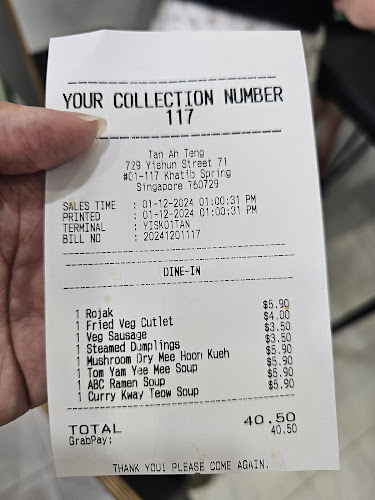 YOUR COLLECTION NUMBER
117
Tan Ah Teng
729 Yishun Street 71
#01-117 Khatib Spring
Singapore 760729
SALES TIME : 01-12-2024 01:00:31 PM
PRINTED : 01-12-2024 01:00:31 PM
TERMINAL : YISK01TAN
BILL NO : 20241201117
DINE-IN
1 Rojak $5.90
1 Fried Veg Cutlet $4.00
1 Veg Sausage $3.50
1 Steamed Dumplings $3.50
1 Mushroom Dry Mee Hoon Kueh $5.90
1 Tom Yam Yee Mee Soup $5.90
1 ABC Ramen Soup $5.90
1 Curry Kway Teow Soup $5.90
TOTAL 40.50
GrabPay: 40.50
THANK YOU! PLEASE COME AGAIN.